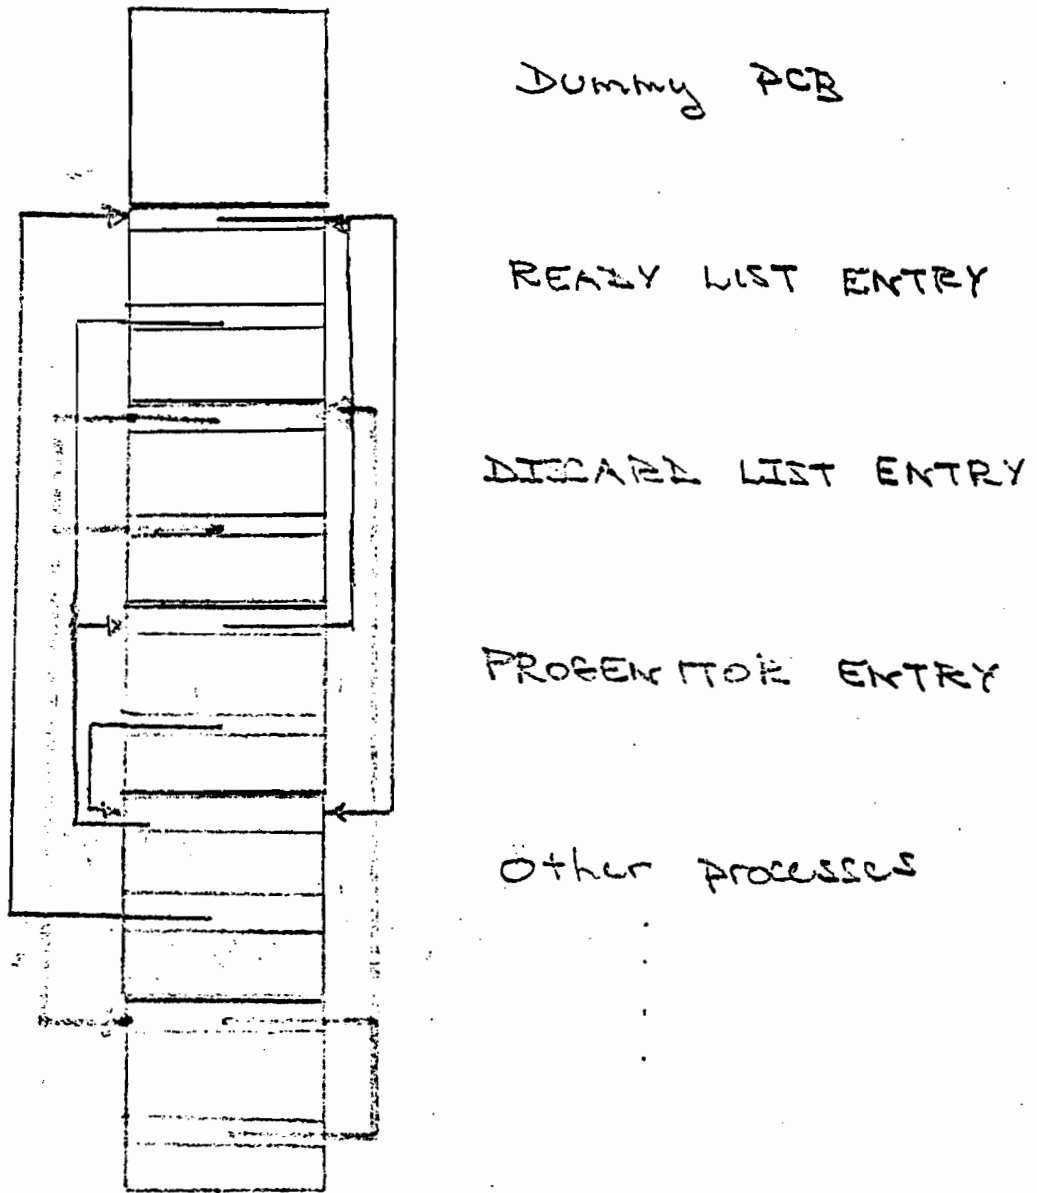 Dummy PCB
READY LIST ENTRY
DISCARD LIST ENTRY
PROGENITOR ENTRY
Other processes